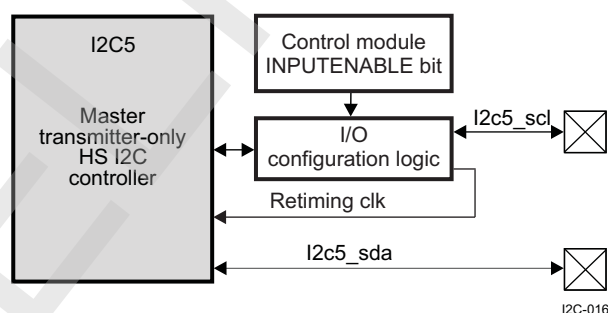 I2C5
Master
transmitter-only
HS I2C
controller
Control module
INPUTENABLE bit
I/O
configuration logic
I2c5_scl
Retiming clk
I2c5_sda
I2C-016